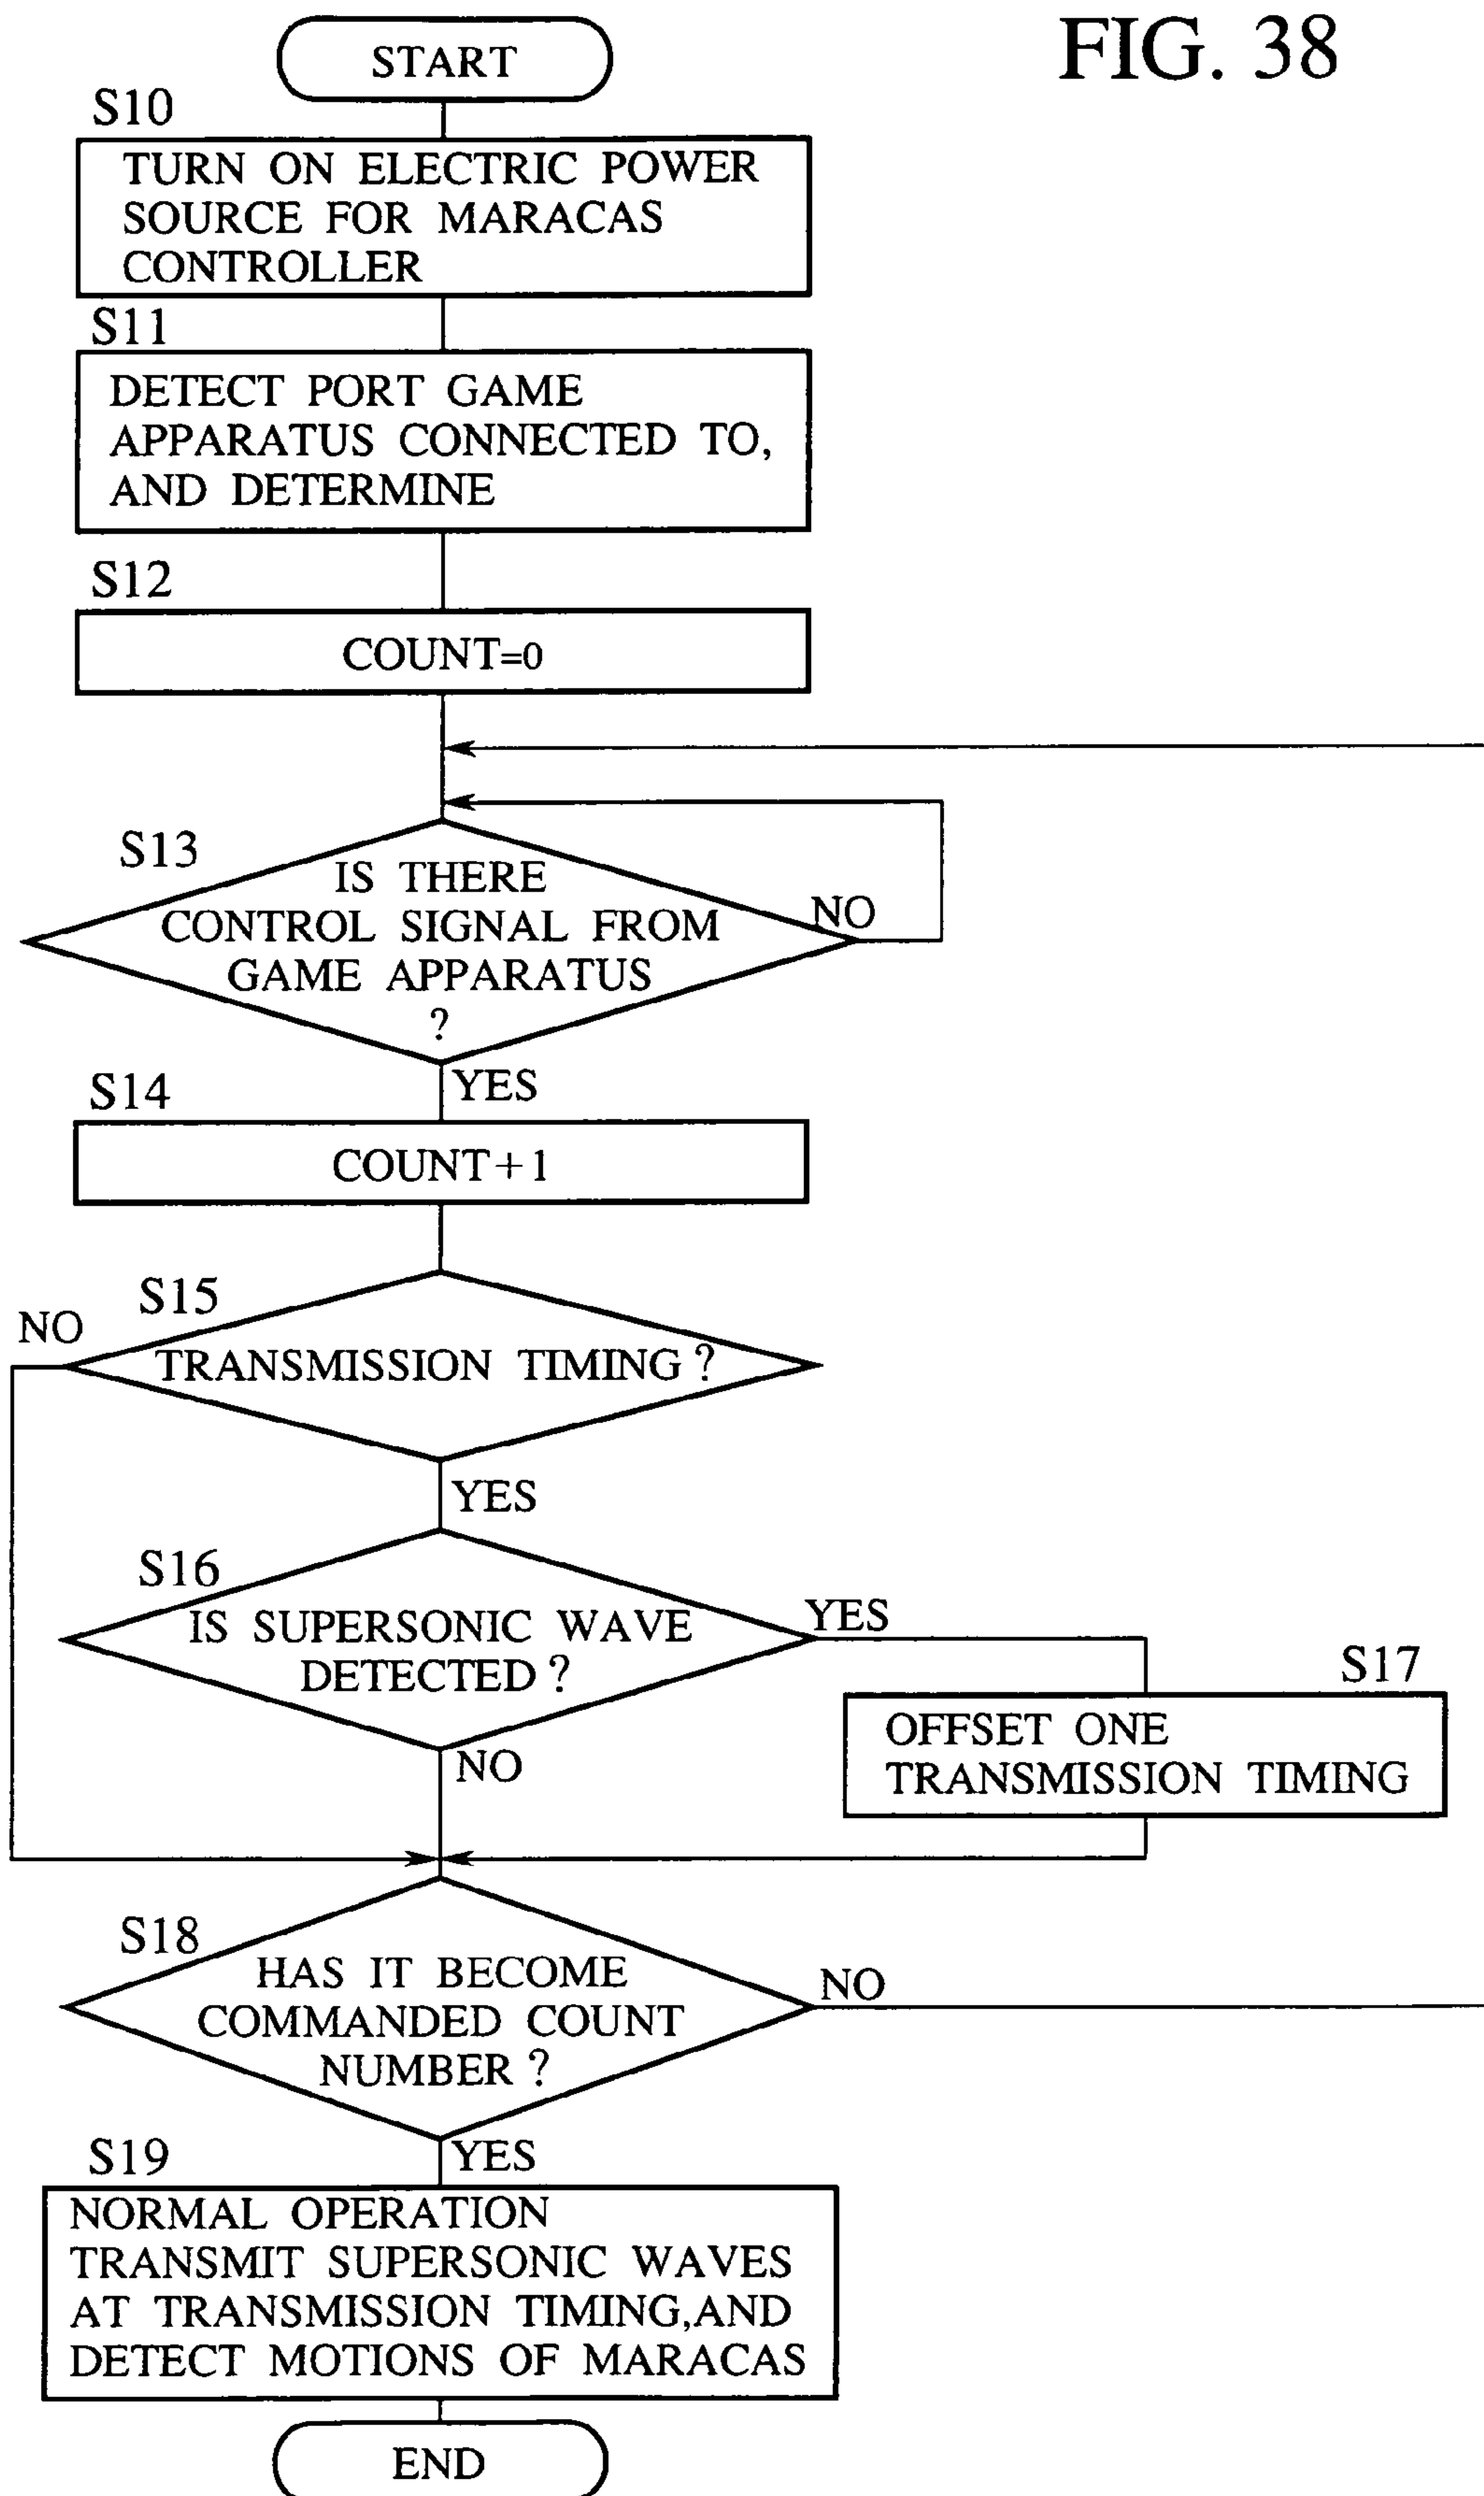 FIG. 38
START
S10
TURN ON ELECTRIC POWER
SOURCE FOR MARACAS
CONTROLLER
S11
DETECT PORT GAME
APPARATUS CONNECTED TO,
AND DETERMINE
S12
COUNT=0
S13
IS THERE
CONTROL SIGNAL FROM
GAME APPARATUS
?
NO
YES
S14
COUNT+1
S15
NO
TRANSMISSION TIMING?
YES
S16
IS SUPERSONIC WAVE
DETECTED?
YES
NO
S17
OFFSET ONE
TRANSMISSION TIMING
S18
HAS IT BECOME
COMMANDED COUNT
NUMBER?
NO
YES
S19
NORMAL OPERATION
TRANSMIT SUPERSONIC WAVES
AT TRANSMISSION TIMING,AND
DETECT MOTIONS OF MARACAS
END